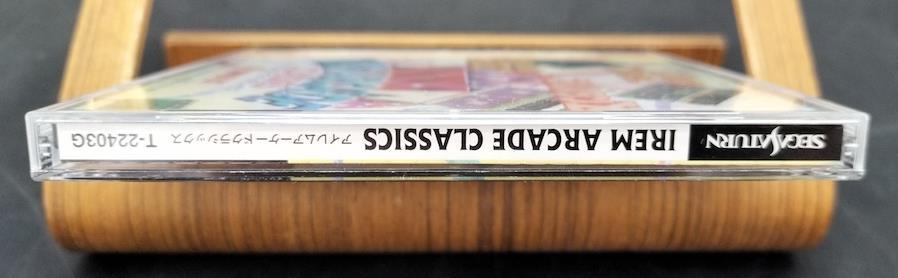 SEGA SATURN
IREM ARCADE CLASSICS
アイレムアーケードクラシックス
T-22403G